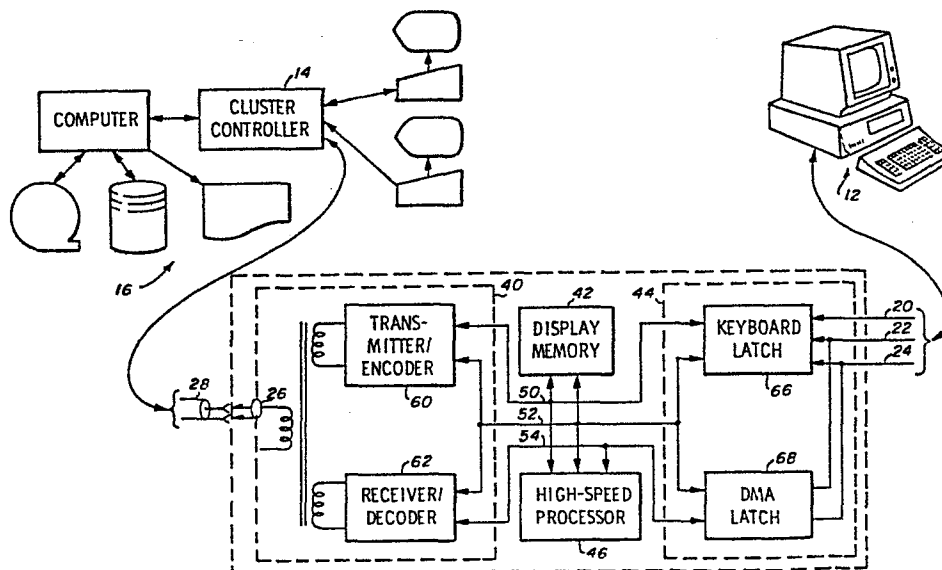 14
COMPUTER
CLUSTER
CONTROLLER
12
16
40
42
44
TRANS-
MITTER/
ENCODER
60
DISPLAY
MEMORY
KEYBOARD
LATCH
66
20
22
24
28
26
50
52
54
62
RECEIVER/
DECODER
HIGH-SPEED
PROCESSOR
46
68
DMA
LATCH